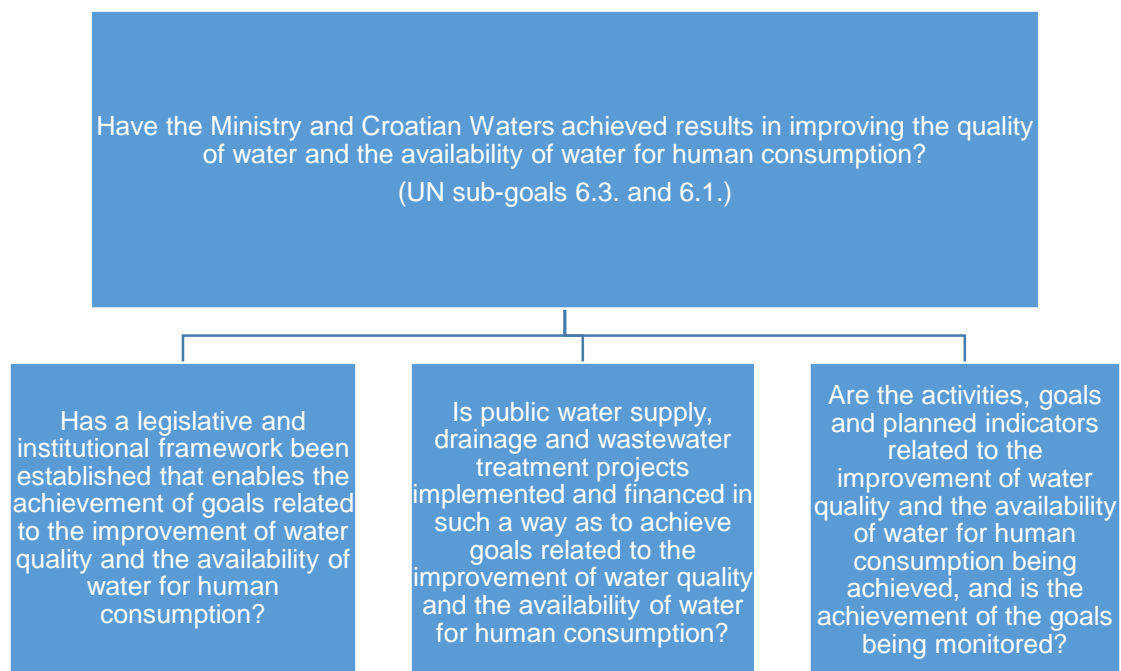 Have the Ministry and Croatian Waters achieved results in improving the quality
of water and the availability of water for human consumption?
(UN sub-goals 6.3. and 6.1.)
Has a legislative and
institutional framework been
established that enables the
achievement of goals related
to the improvement of water
quality and the availability of
water for human
consumption?
Is public water supply,
drainage and wastewater
treatment projects
implemented and financed in
such a way as to achieve
goals related to the
improvement of water quality
and the availability of water
for human consumption?
Are the activities, goals
and planned indicators
related to the
improvement of water
quality and the availability
of water for human
consumption being
achieved, and is the
achievement of the goals
being monitored?